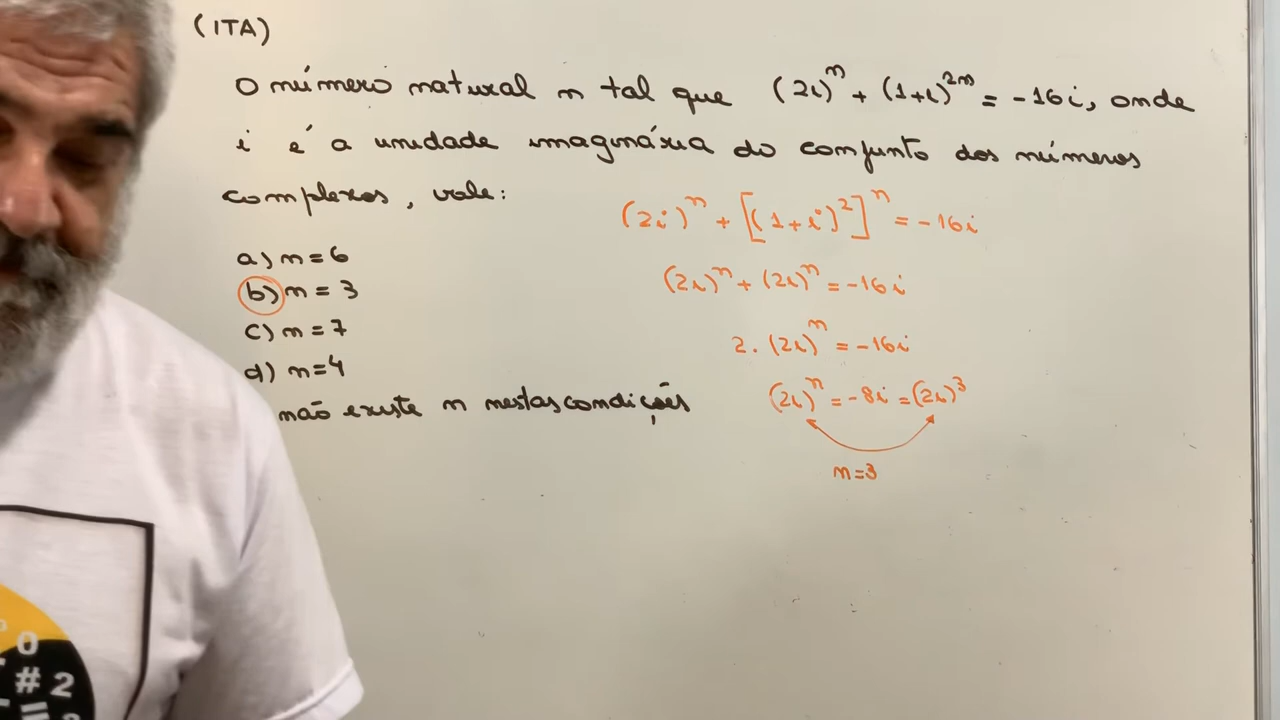 (ITA)
O número natural n tal que (2i)^n + (1+i)^2n = -16i, onde
i é a unidade imaginária do conjunto dos números
complexos, vale:
a) n=6
b) n=3
c) n=7
d) n=4
não existe n nestas condições
(2i)^n + [(1+i)^2]^n = -16i
(2i)^n + (2i)^n = -16i
2.(2i)^n = -16i
(2i)^n = -8i = (2i)^3
n=3
0
#2